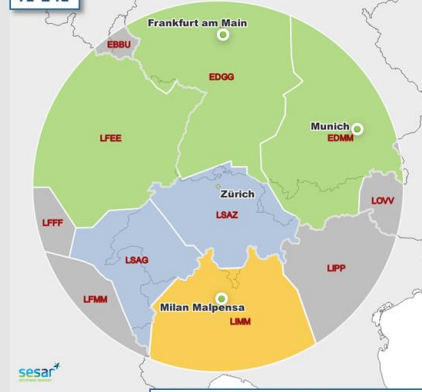 Frankfurt am Main
EBBU
EDGG
LFEE
Munich
EDMM
Zürich
LOVV
LSAZ
LFFF
LSAG
LIPP
LFMM
Milan Malpensa
LIMM
sesar